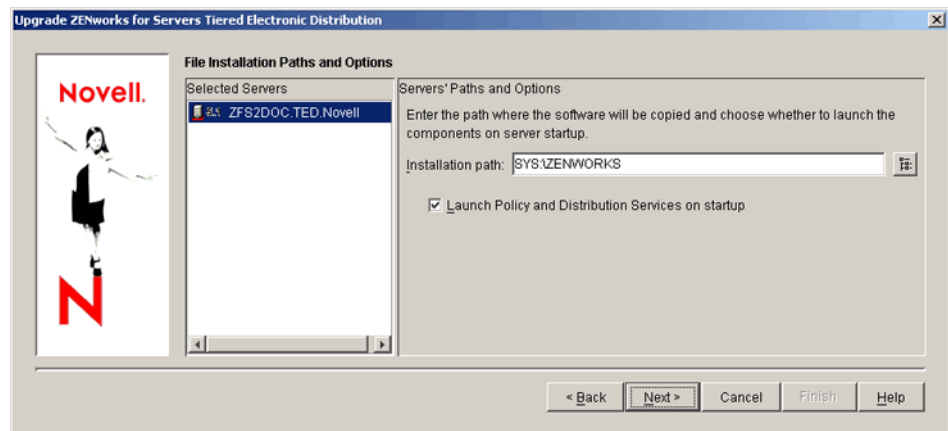 Upgrade ZENworks for Servers Tiered Electronic Distribution
Novell.
N
File Installation Paths and Options
Selected Servers
ZFS2DOC.TED.Novell
Servers' Paths and Options
Enter the path where the software will be copied and choose whether to launch the
components on server startup.
Installation path: SYS:\ZENWORKS
Launch Policy and Distribution Services on startup
< Back
Next >
Cancel
Finish
Help